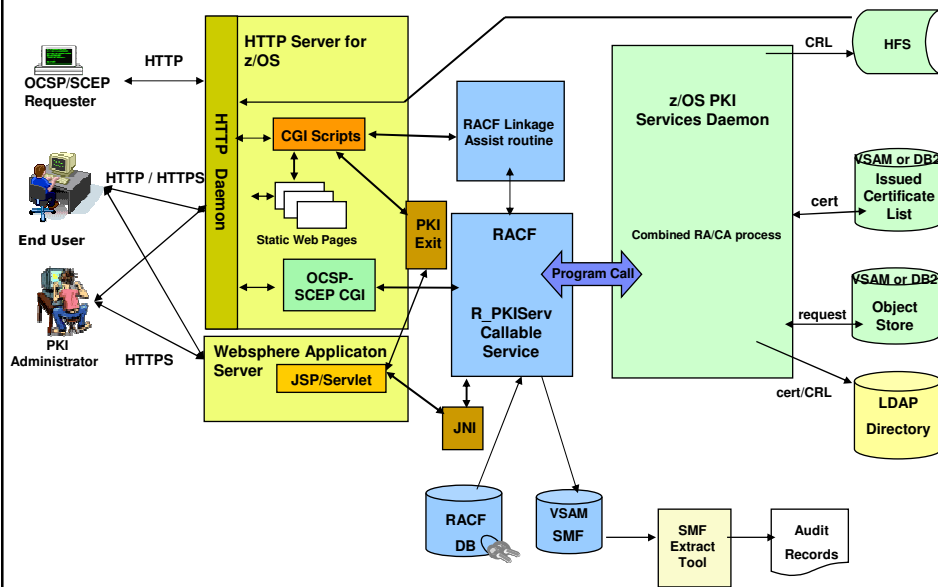 HTTP Server for
z/OS
HTTP
OCSP/SCEP
Requester
HTTP Daemon
CGI Scripts
HTTP / HTTPS
Static Web Pages
End User
PKI
Exit
OCSP-
SCEP CGI
PKI
Administrator
HTTPS
Websphere Applicaton
Server
JSP/Servlet
JNI
RACF Linkage
Assist routine
RACF
R_PKIServ
Callable
Service
Program Call
z/OS PKI
Services Daemon
Combined RA/CA process
CRL
HFS
VSAM or DB2
Issued
Certificate
List
cert
VSAM or DB2
Object
Store
request
cert/CRL
LDAP
Directory
RACF
DB
VSAM
SMF
SMF
Extract
Tool
Audit
Records